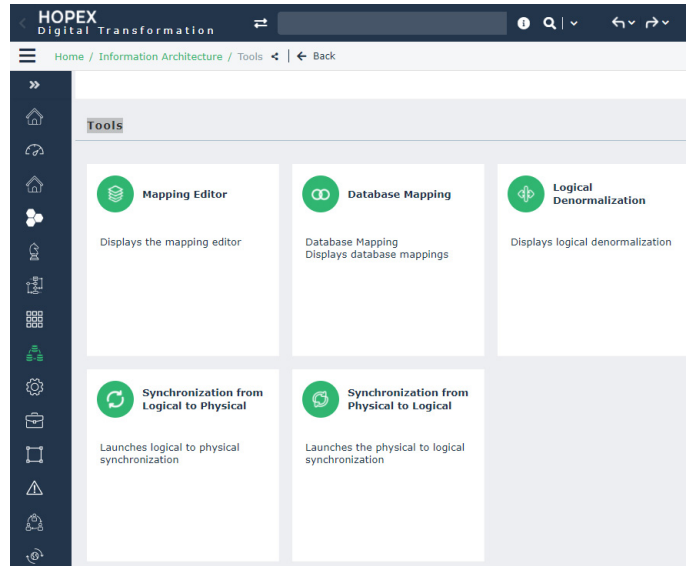 HOPEX
Digital Transformation
Home / Information Architecture / Tools
Back
Tools
Mapping Editor
Displays the mapping editor
Database Mapping
Database Mapping
Displays database mappings
Logical
Denormalization
Displays logical denormalization
Synchronization from
Logical to Physical
Launches logical to physical
synchronization
Synchronization from
Physical to Logical
Launches the physical to logical
synchronization